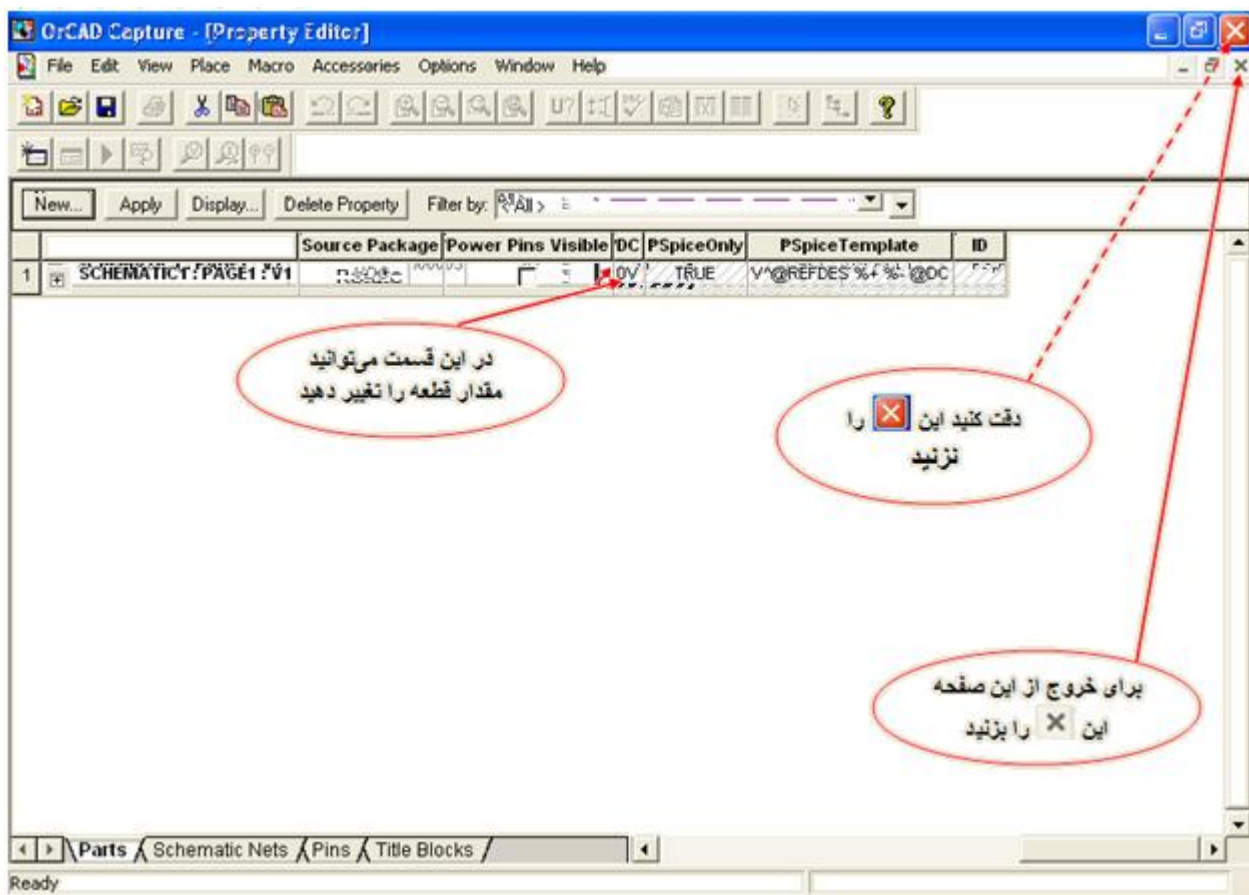 OrCAD Capture - [Property Editor]
File Edit View Place Macro Accessories Options Window Help
U?
New... Apply Display... Delete Property Filter by:
Source Package Power Pins Visible DC PSpiceOnly PSpiceTemplate ID
1 SCHEMATIC1 : PAGE1 : V1 0V TRUE V^@REFDES %+ %- @DC
در این قسمت می‌توانید
مقدار قطعه را تغییر دهید
دقت کنید این را
نزنید
برای خروج از این صفحه
این را بزنید
Parts Schematic Nets Pins Title Blocks
Ready